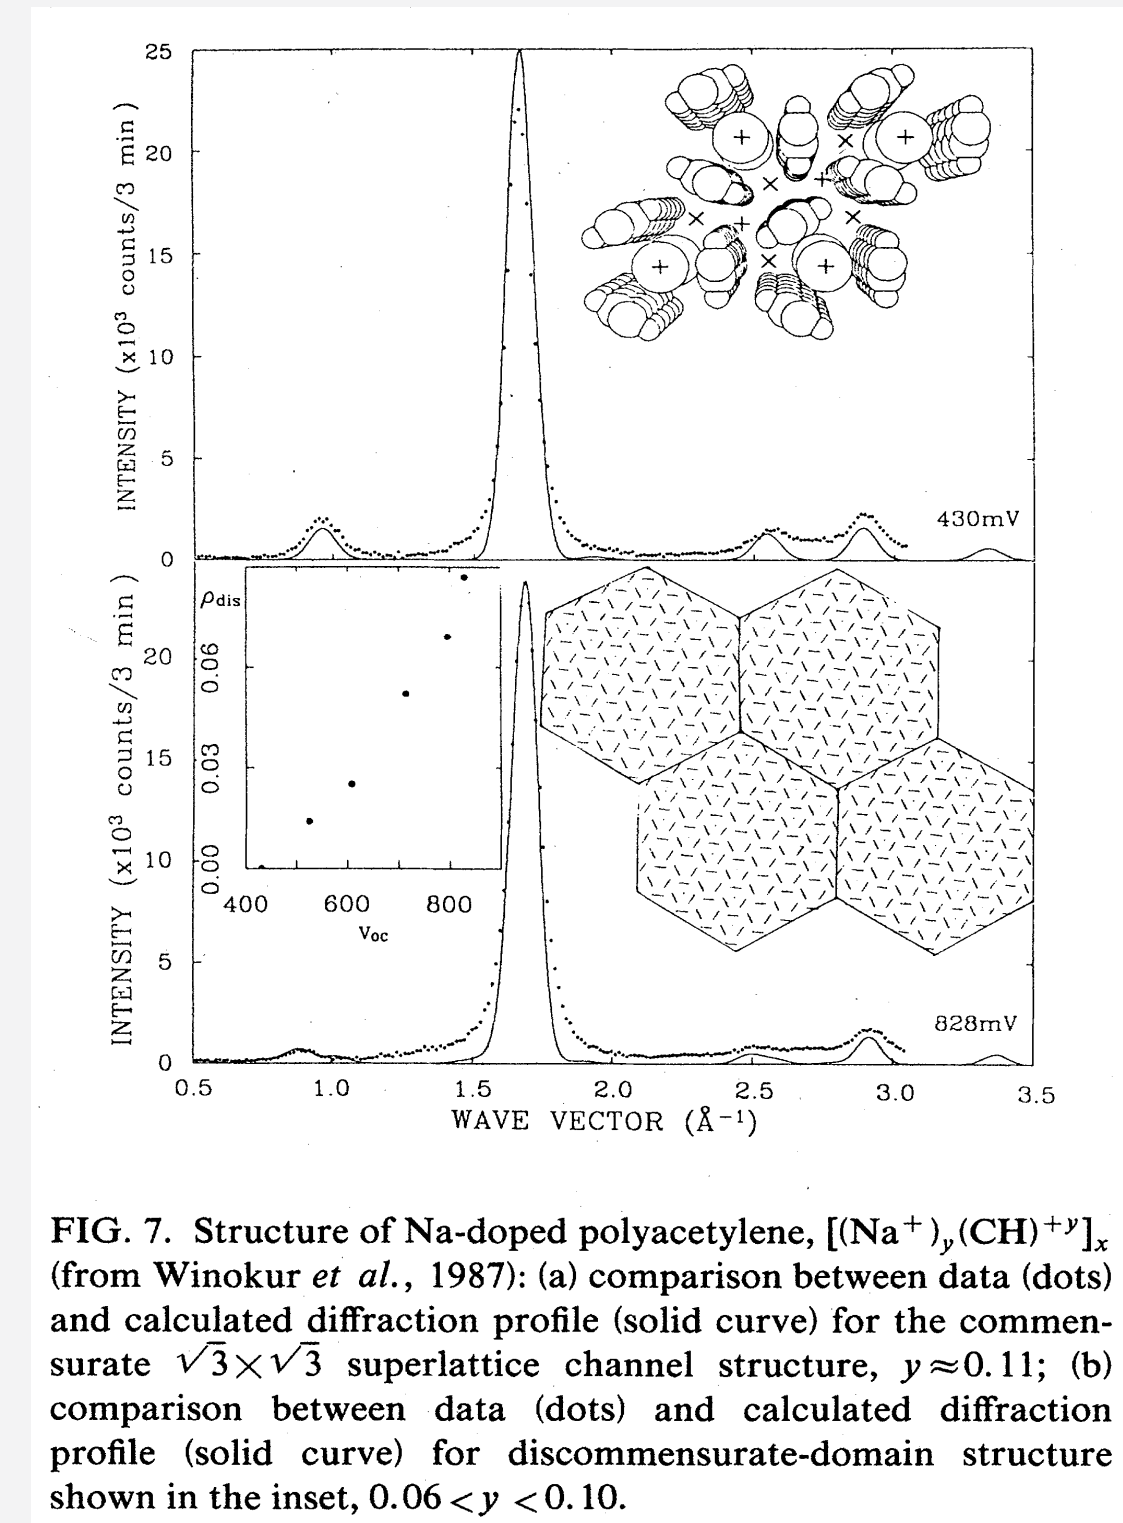 25
20
15
10
5
0
INTENSITY (x10³ counts/3 min)
430mV
20
15
10
5
0
INTENSITY (x10³ counts/3 min)
ρdis
0.06
0.03
0.00
400 600 800
Voc
828mV
0.5 1.0 1.5 2.0 2.5 3.0 3.5
WAVE VECTOR (Å⁻¹)
FIG. 7. Structure of Na-doped polyacetylene, [(Na⁺)ᵧ(CH)⁺ʸ]ₓ
(from Winokur et al., 1987): (a) comparison between data (dots)
and calculated diffraction profile (solid curve) for the commen-
surate √3×√3 superlattice channel structure, y≈0.11; (b)
comparison between data (dots) and calculated diffraction
profile (solid curve) for discommensurate-domain structure
shown in the inset, 0.06<y<0.10.